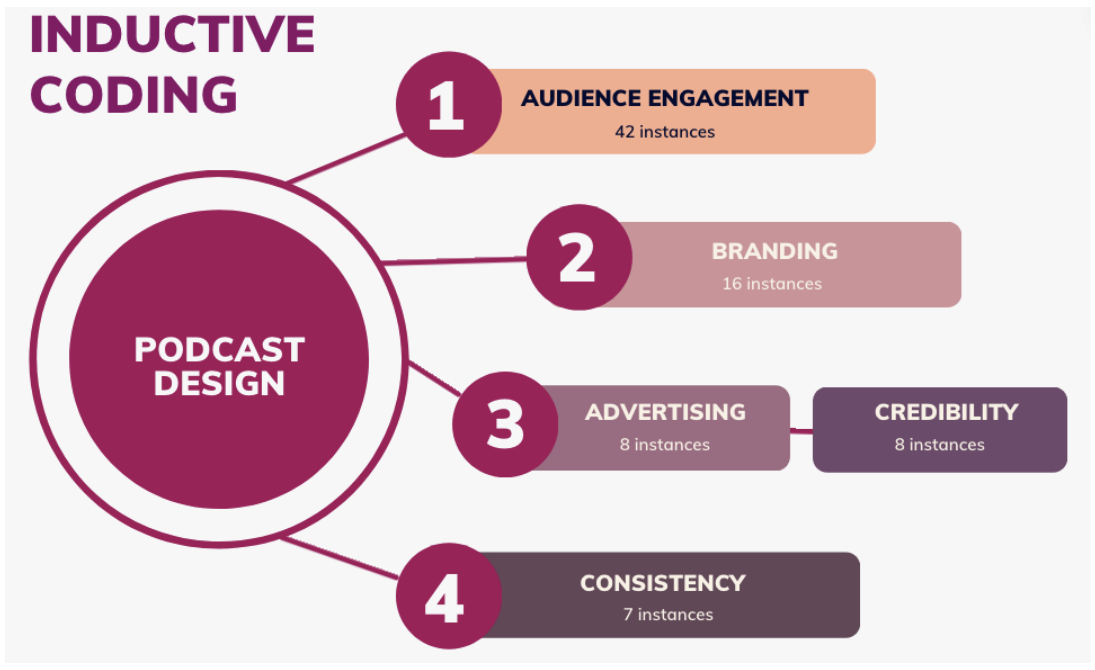 INDUCTIVE
CODING
1
AUDIENCE ENGAGEMENT
42 instances
2
BRANDING
16 instances
PODCAST
DESIGN
3
ADVERTISING
8 instances
CREDIBILITY
8 instances
4
CONSISTENCY
7 instances